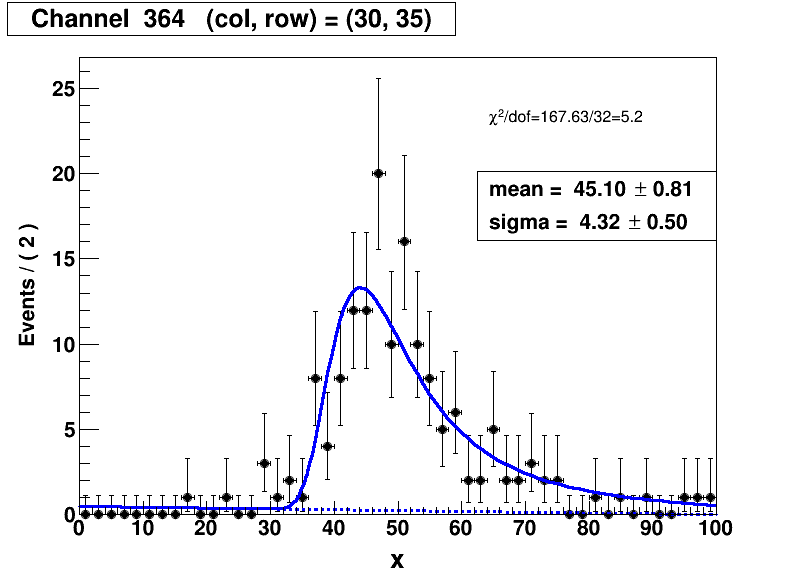 Channel 364 (col, row) = (30, 35)
χ²/dof=167.63/32=5.2
mean = 45.10 ± 0.81
sigma = 4.32 ± 0.50
Events / ( 2 )
25
20
15
10
5
0
0 10 20 30 40 50 60 70 80 90 100
x